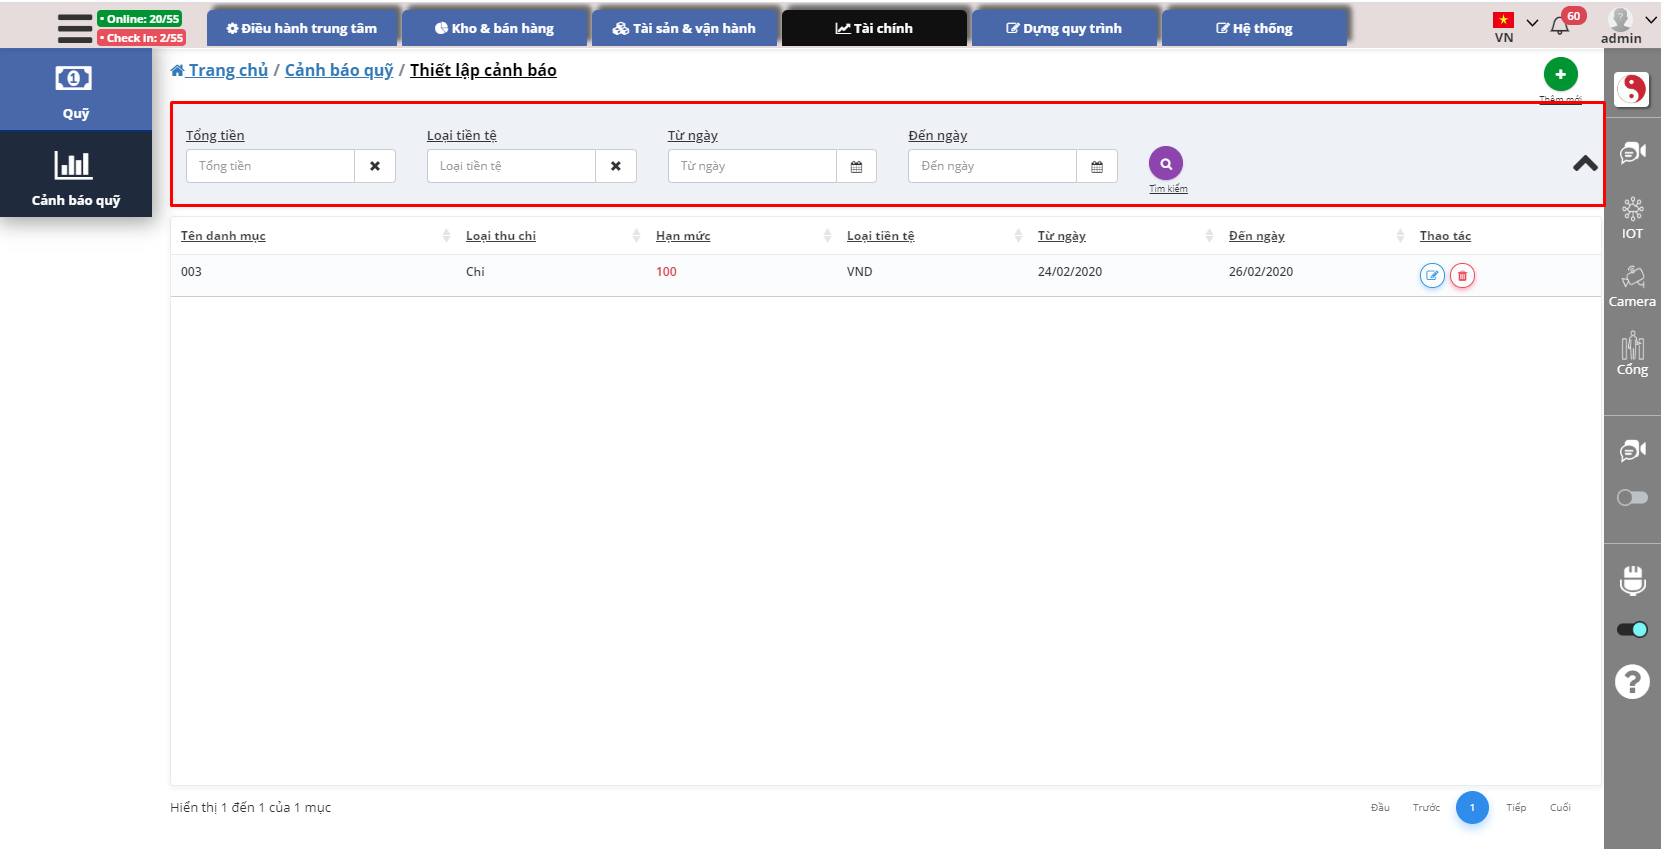 • Online: 20/55
• Check in: 2/55
Điều hành trung tâm
Kho & bán hàng
Tài sản & vận hành
Tài chính
Dựng quy trình
Hệ thống
VN
60
admin
Quỹ
Cảnh báo quỹ
Trang chủ / Cảnh báo quỹ / Thiết lập cảnh báo
Thêm mới
Tổng tiền
Loại tiền tệ
Từ ngày
Đến ngày
Tổng tiền
Loại tiền tệ
Từ ngày
Đến ngày
Tìm kiếm
Tên danh mục
Loại thu chi
Hạn mức
Loại tiền tệ
Từ ngày
Đến ngày
Thao tác
003
Chi
100
VND
24/02/2020
26/02/2020
IOT
Camera
Cổng
Hiển thị 1 đến 1 của 1 mục
Đầu
Trước
1
Tiếp
Cuối